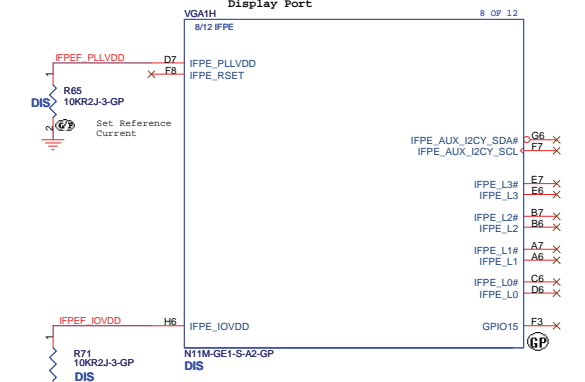 Display Port
VGA1H
8 OF 12
8/12 IFPE
IFPEF_PLLVDD
D7
IFPE_PLLVDD
F8
IFPE_RSET
1
R65
DIS
10KR2J-3-GP
2
GP
Set Reference
Current
IFPE_AUX_I2CY_SDA#
G6
IFPE_AUX_I2CY_SCL
F7
IFPE_L3#
E7
IFPE_L3
E6
IFPE_L2#
B7
IFPE_L2
B6
IFPE_L1#
A7
IFPE_L1
A6
IFPE_L0#
C6
IFPE_L0
D6
IFPEF_IOVDD
H6
IFPE_IOVDD
GPIO15
F3
GP
1
R71
10KR2J-3-GP
DIS
N11M-GE1-S-A2-GP
DIS